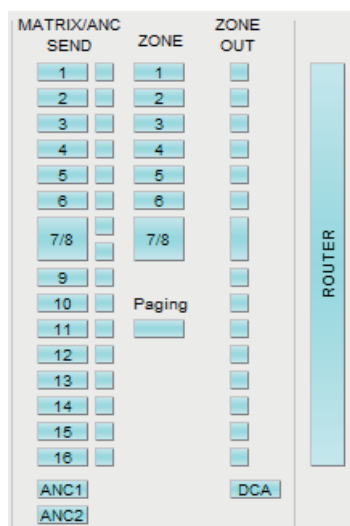 MATRIX/ANC
SEND
ZONE
ZONE
OUT
1 1
2 2
3 3
4 4
5 5
6 6
7/8 7/8
9
10 Paging
11
12
13
14
15
16
ANC1 DCA
ANC2
ROUTER